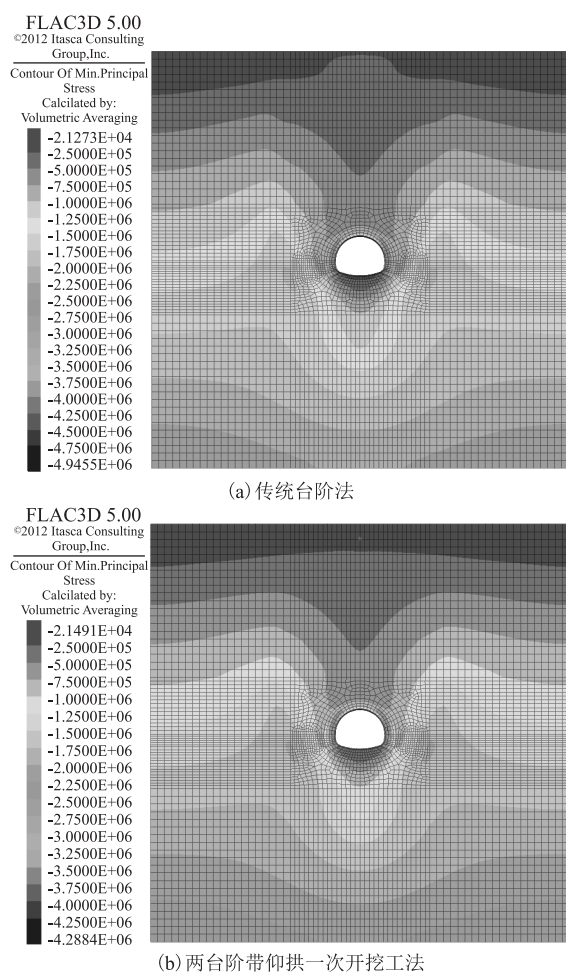 FLAC3D 5.00
©2012 Itasca Consulting
Group,Inc.
Contour Of Min.Principal
Stress
Calcilated by:
Volumetric Averaging
-2.1273E+04
-2.5000E+05
-5.0000E+05
-7.5000E+05
-1.0000E+06
-1.2500E+06
-1.5000E+06
-1.7500E+06
-2.0000E+06
-2.2500E+06
-2.5000E+06
-2.7500E+06
-3.0000E+06
-3.2500E+06
-3.5000E+06
-3.7500E+06
-4.0000E+06
-4.2500E+06
-4.5000E+06
-4.7500E+06
-4.9455E+06
(a)传统台阶法
FLAC3D 5.00
©2012 Itasca Consulting
Group,Inc.
Contour Of Min.Principal
Stress
Calcilated by:
Volumetric Averaging
-2.1491E+04
-2.5000E+05
-5.0000E+05
-7.5000E+05
-1.0000E+06
-1.2500E+06
-1.5000E+06
-1.7500E+06
-2.0000E+06
-2.2500E+06
-2.5000E+06
-2.7500E+06
-3.0000E+06
-3.2500E+06
-3.5000E+06
-3.7500E+06
-4.0000E+06
-4.2500E+06
-4.2884E+06
(b)两台阶带仰拱一次开挖工法